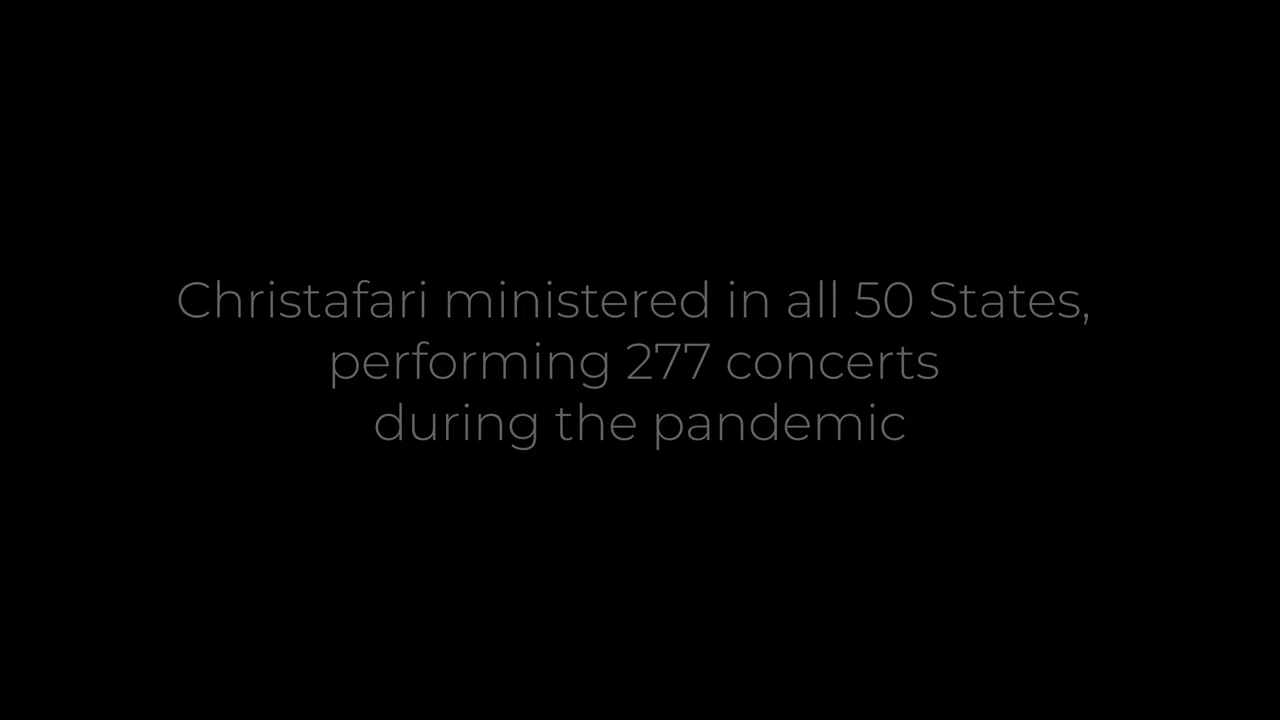 Christafari ministered in all 50 States,
performing 277 concerts
during the pandemic